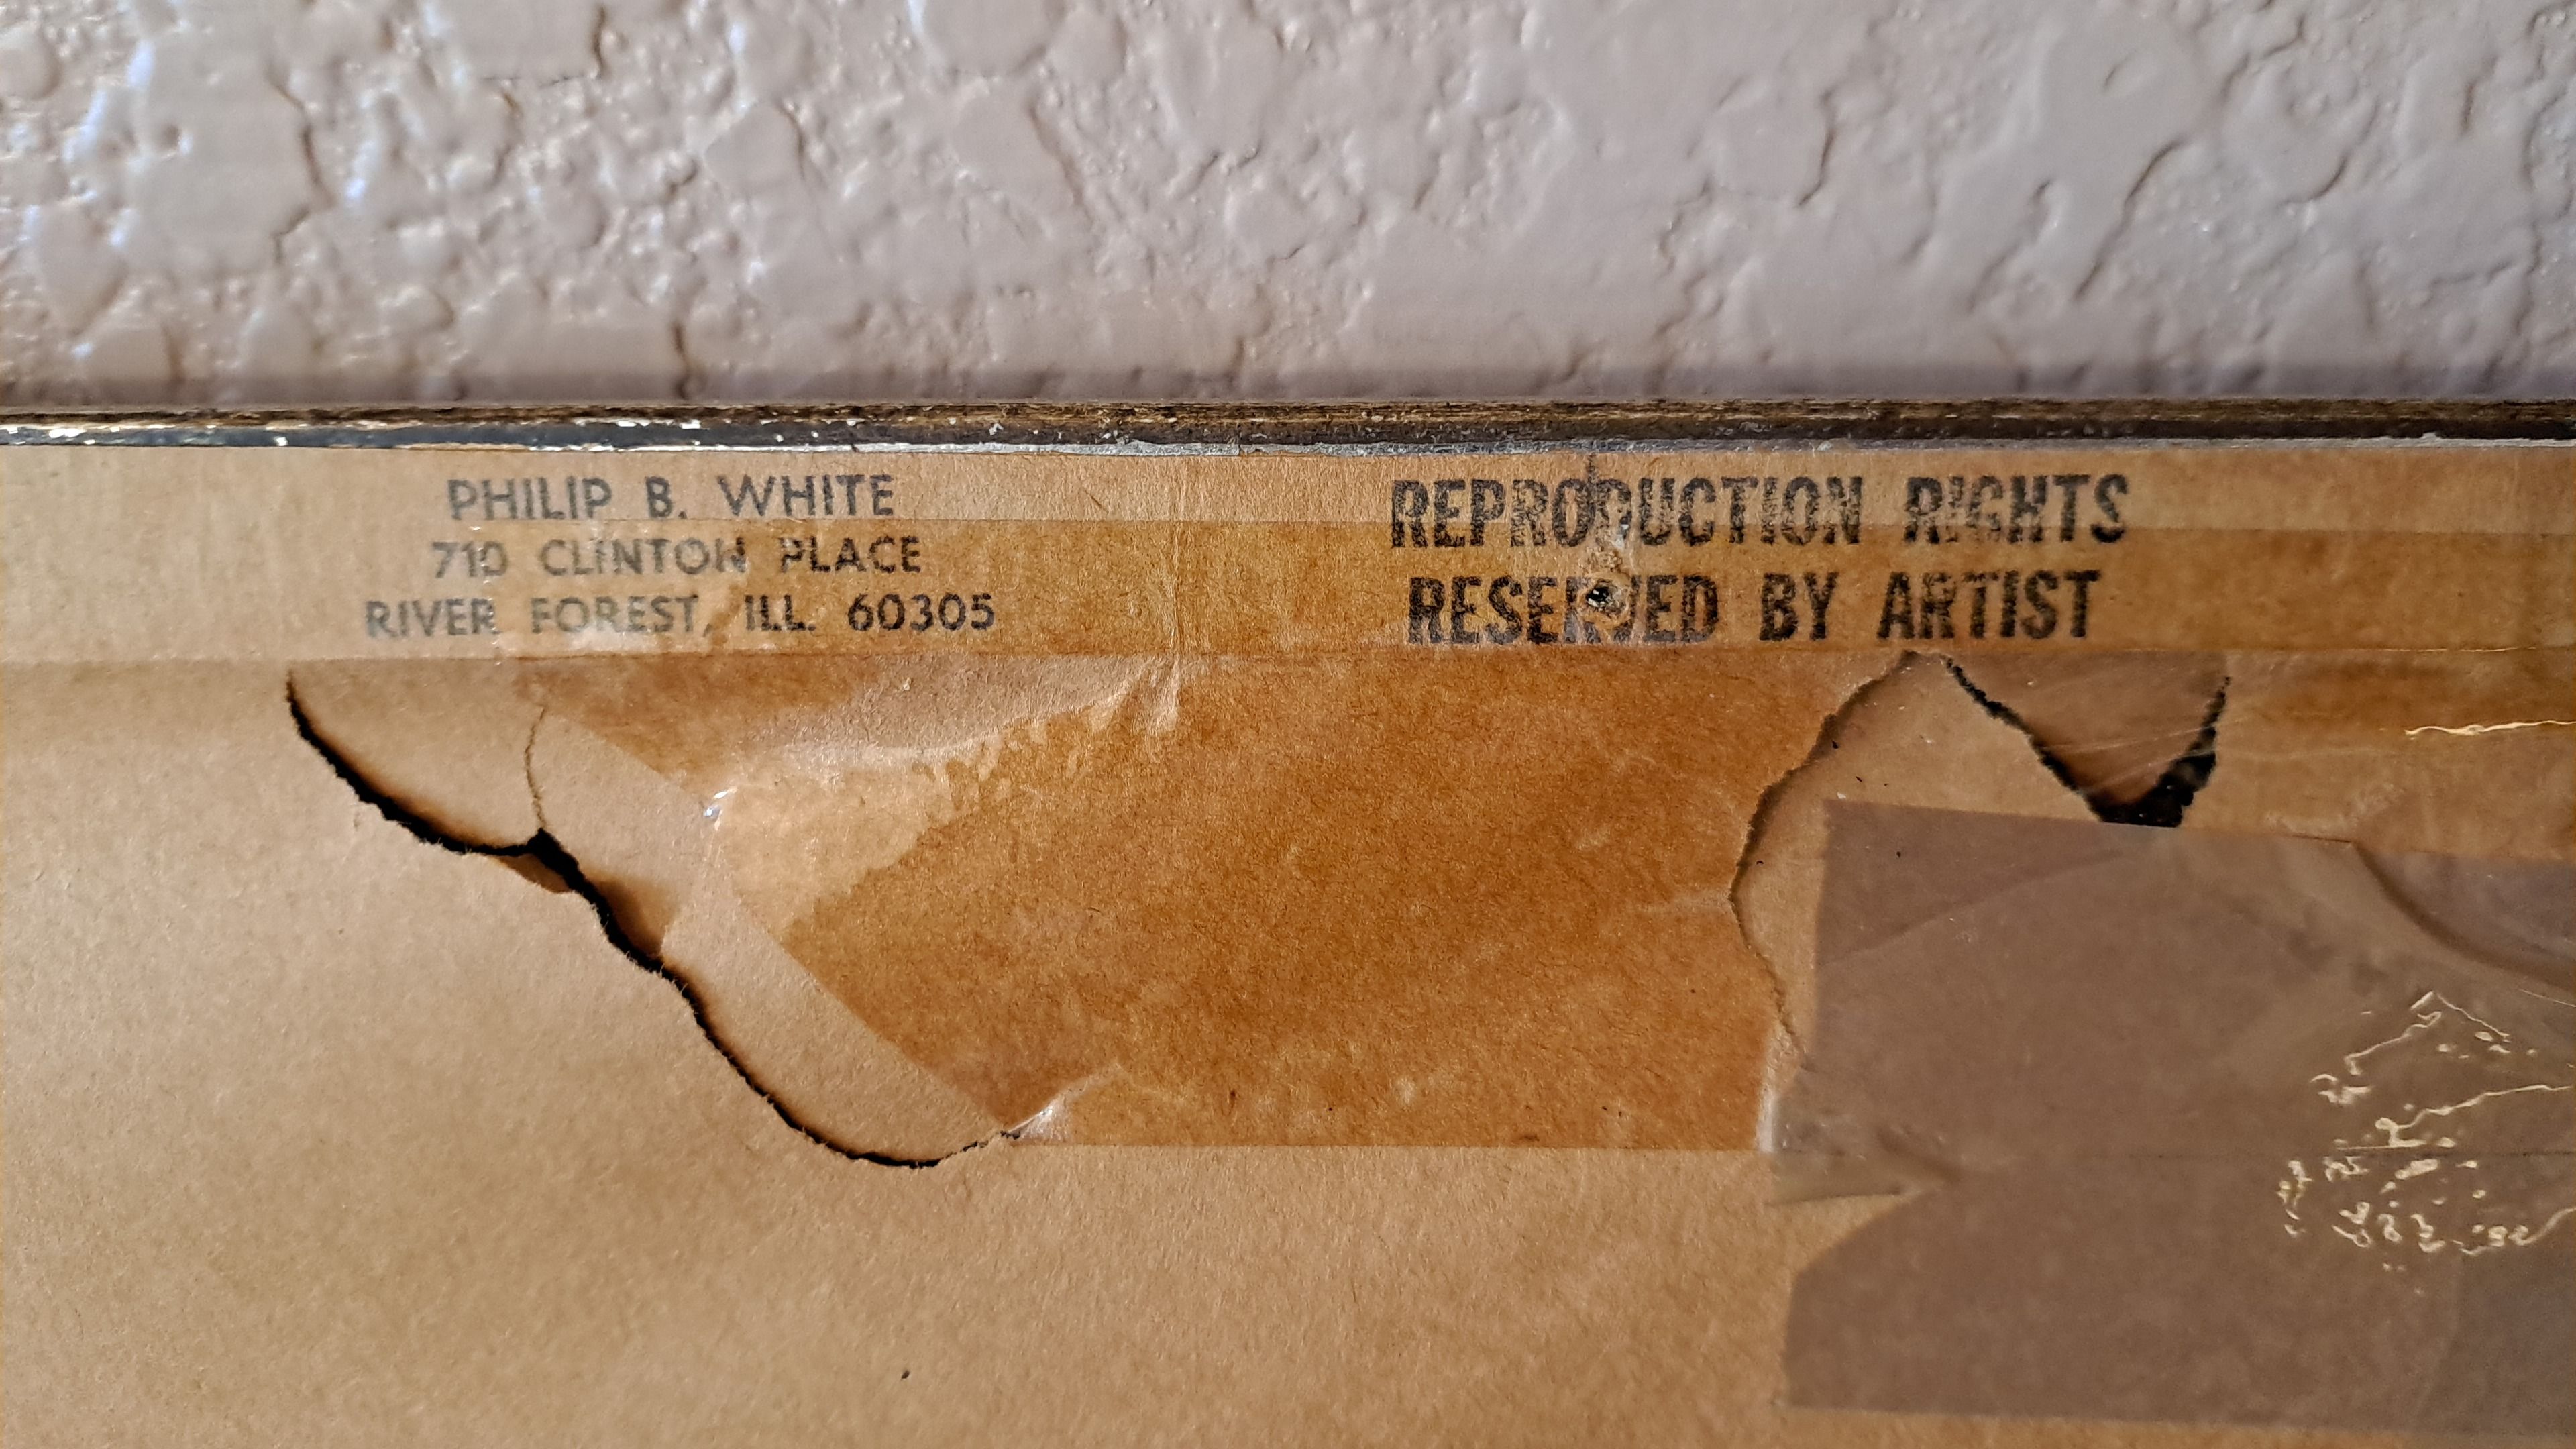 PHILIP B. WHITE
710 CLINTON PLACE
RIVER FOREST, ILL. 60305
REPRODUCTION RIGHTS
RESERVED BY ARTIST